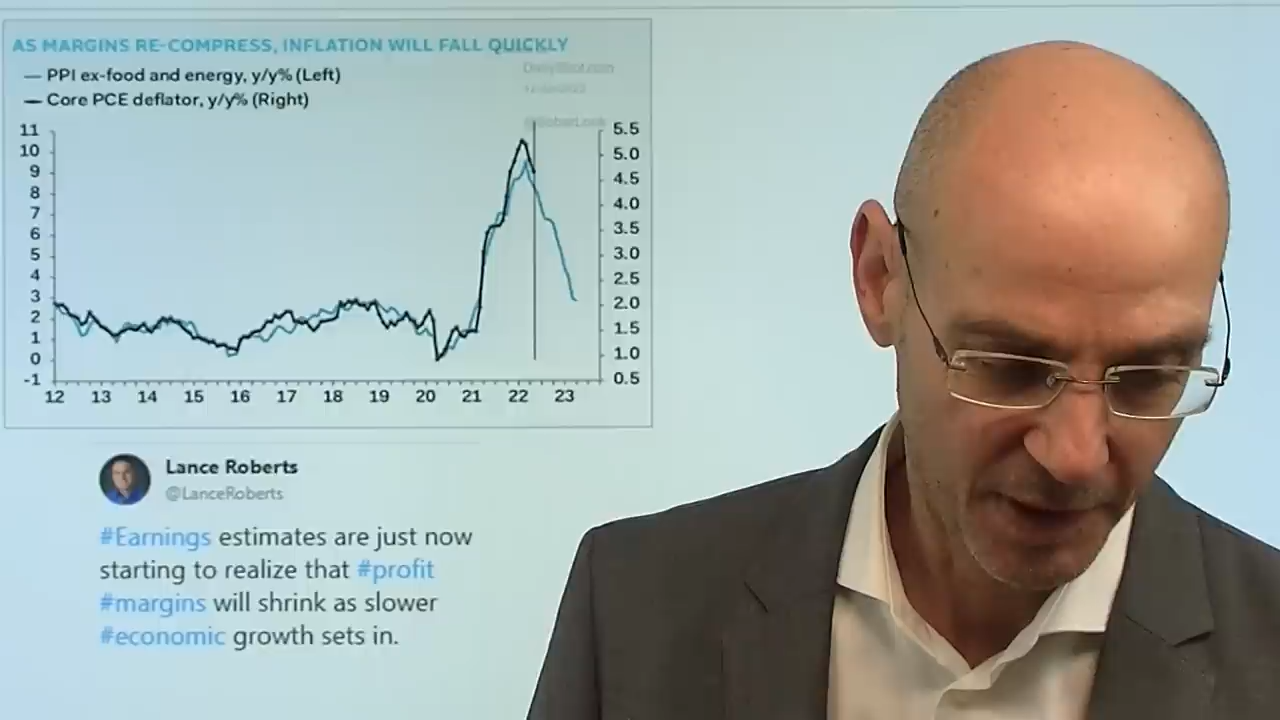 AS MARGINS RE-COMPRESS, INFLATION WILL FALL QUICKLY
PPI ex-food and energy, y/y% (Left)
Core PCE deflator, y/y% (Right)
11
10
9
8
7
6
5
4
3
2
1
0
-1
5.5
5.0
4.5
4.0
3.5
3.0
2.5
2.0
1.5
1.0
0.5
12 13 14 15 16 17 18 19 20 21 22 23
Lance Roberts
@LanceRoberts
#Earnings estimates are just now
starting to realize that #profit
#margins will shrink as slower
#economic growth sets in.